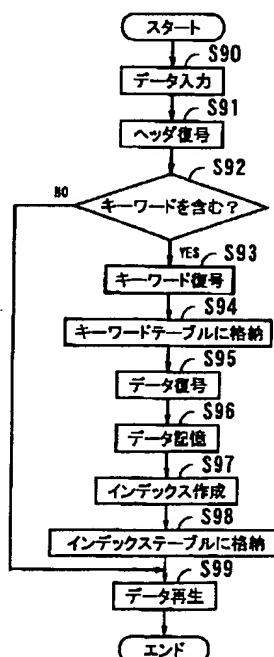 スタート
S90
データ入力
S91
ヘッダ復号
S92
NO
キーワードを含む?
YES
S93
キーワード復号
S94
キーワードテーブルに格納
S95
データ復号
S96
データ記憶
S97
インデックス作成
S98
インデックステーブルに格納
S99
データ再生
エンド